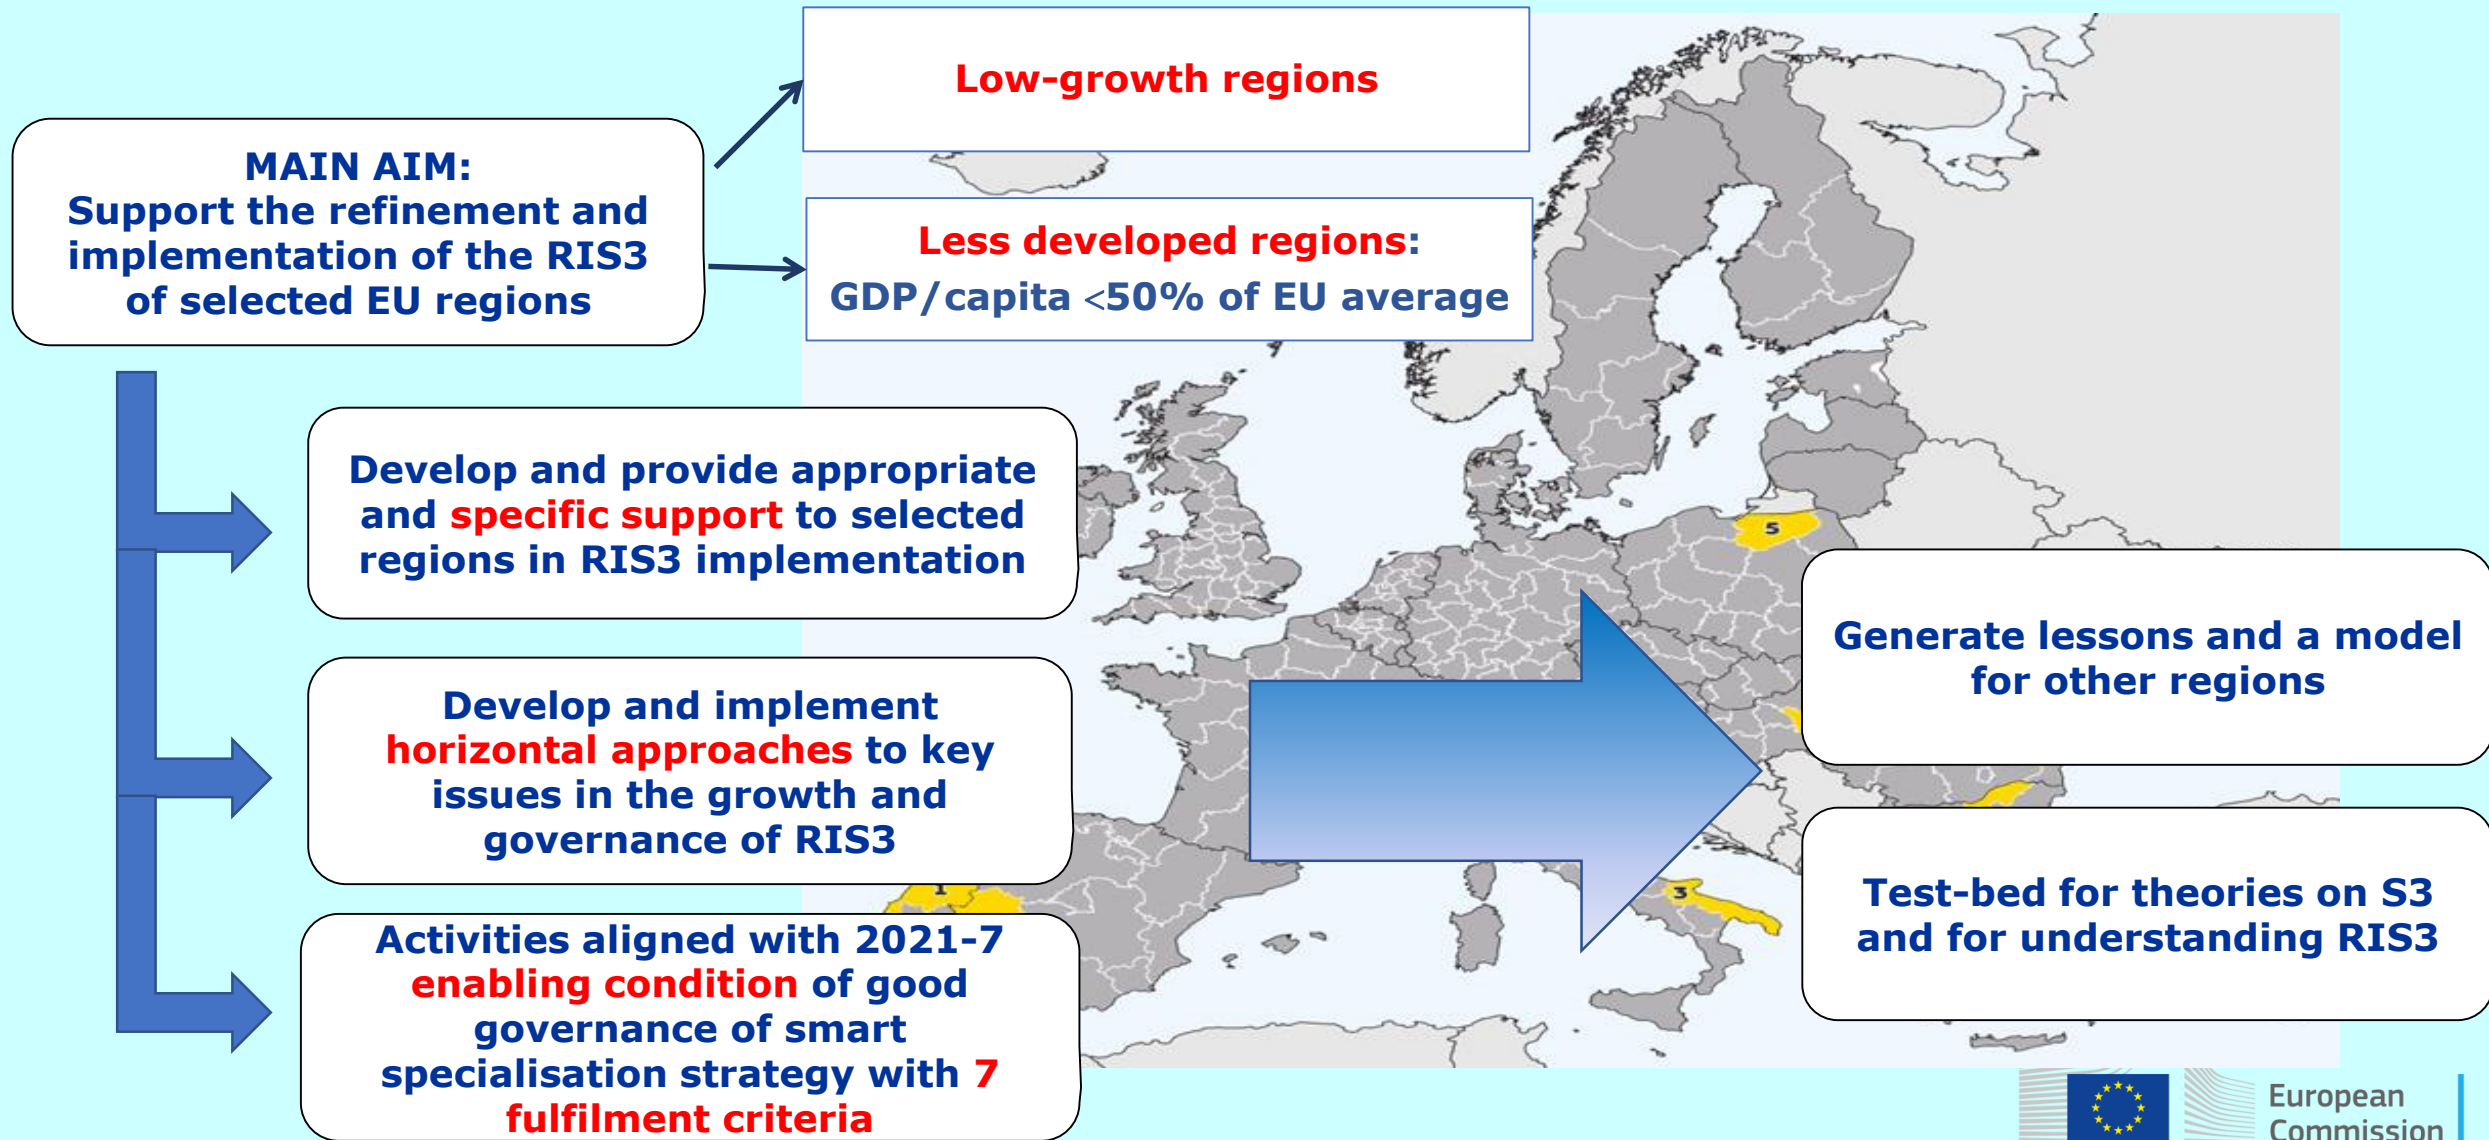 Low-growth regions
MAIN AIM:
Support the refinement and
implementation of the RIS3
of selected EU regions
Less developed regions:
GDP/capita <50% of EU average
Develop and provide appropriate
and specific support to selected
regions in RIS3 implementation
5
Generate lessons and a model
for other regions
Develop and implement
horizontal approaches to key
issues in the growth and
governance of RIS3
1
3
Test-bed for theories on S3
and for understanding RIS3
Activities aligned with 2021-7
enabling condition of good
governance of smart
specialisation strategy with 7
fulfilment criteria
European
Commission